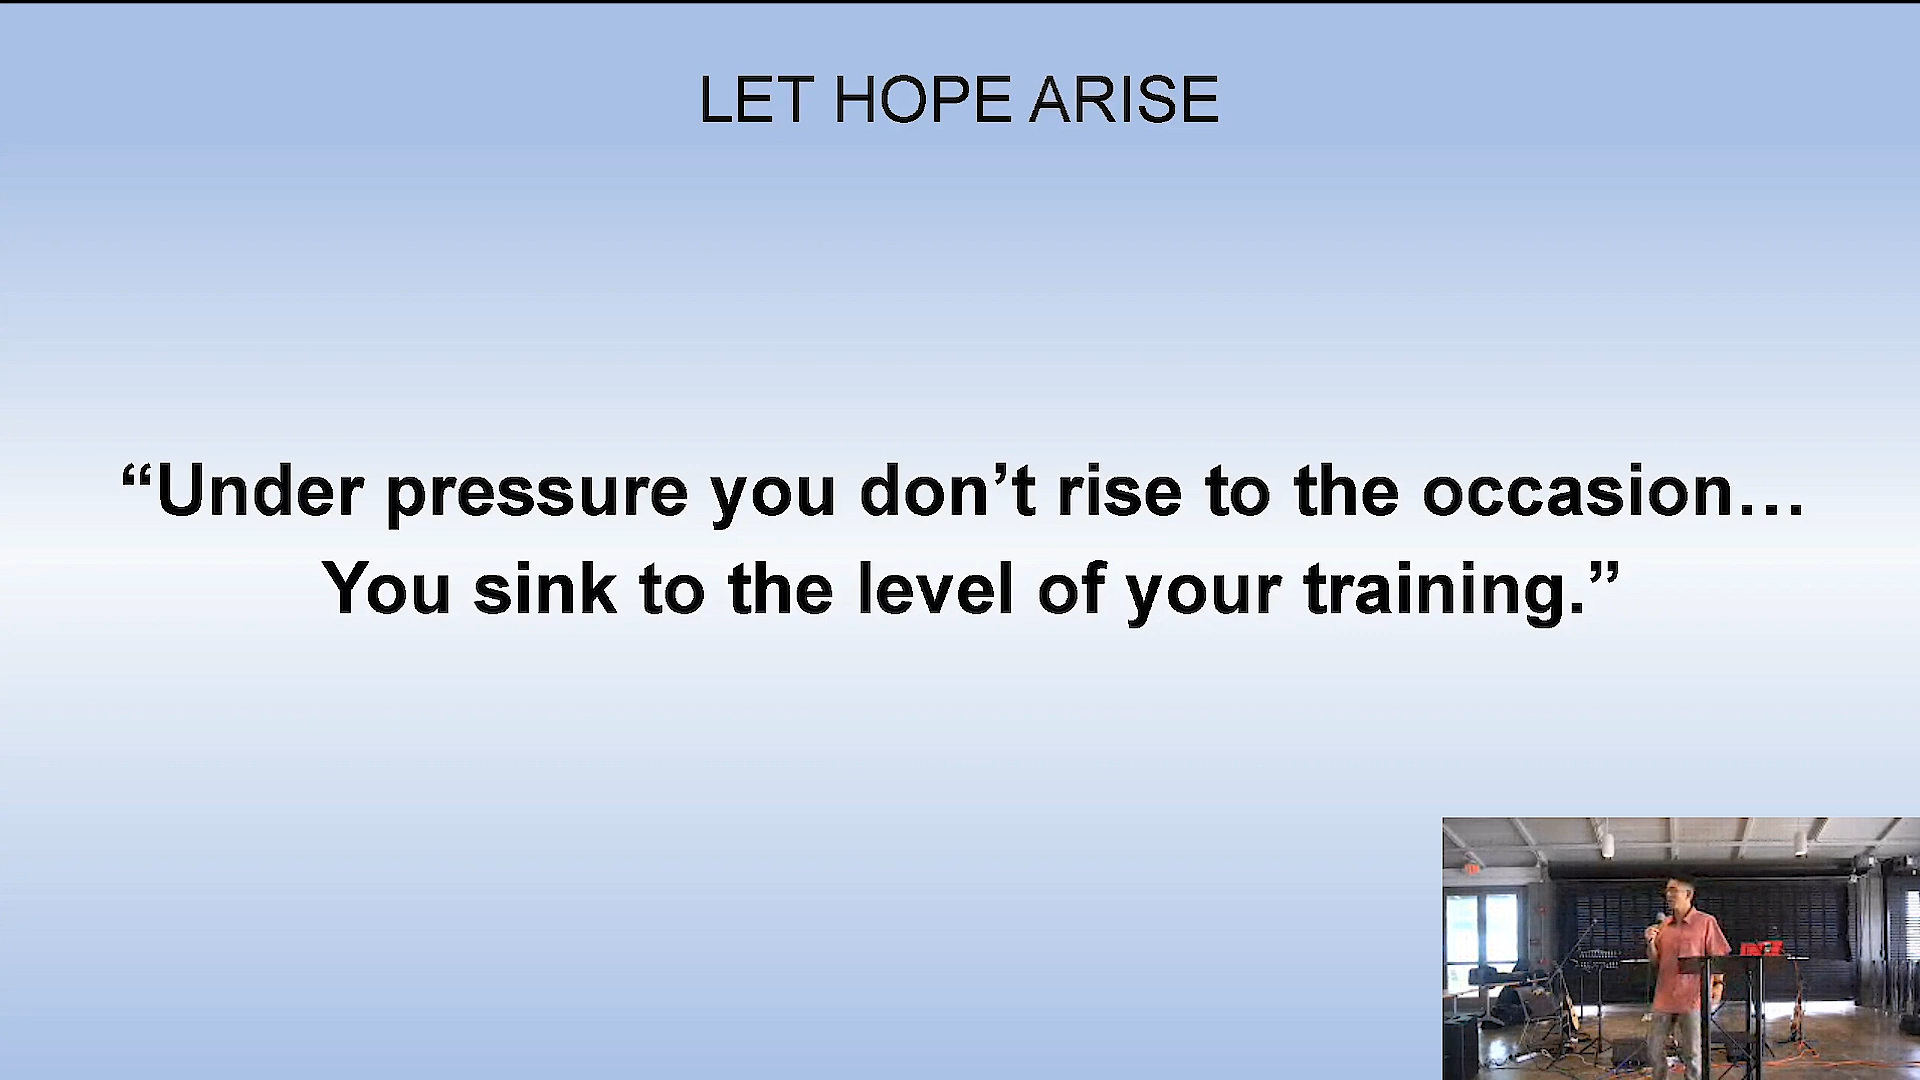 LET HOPE ARISE
“Under pressure you don’t rise to the occasion…
You sink to the level of your training.”